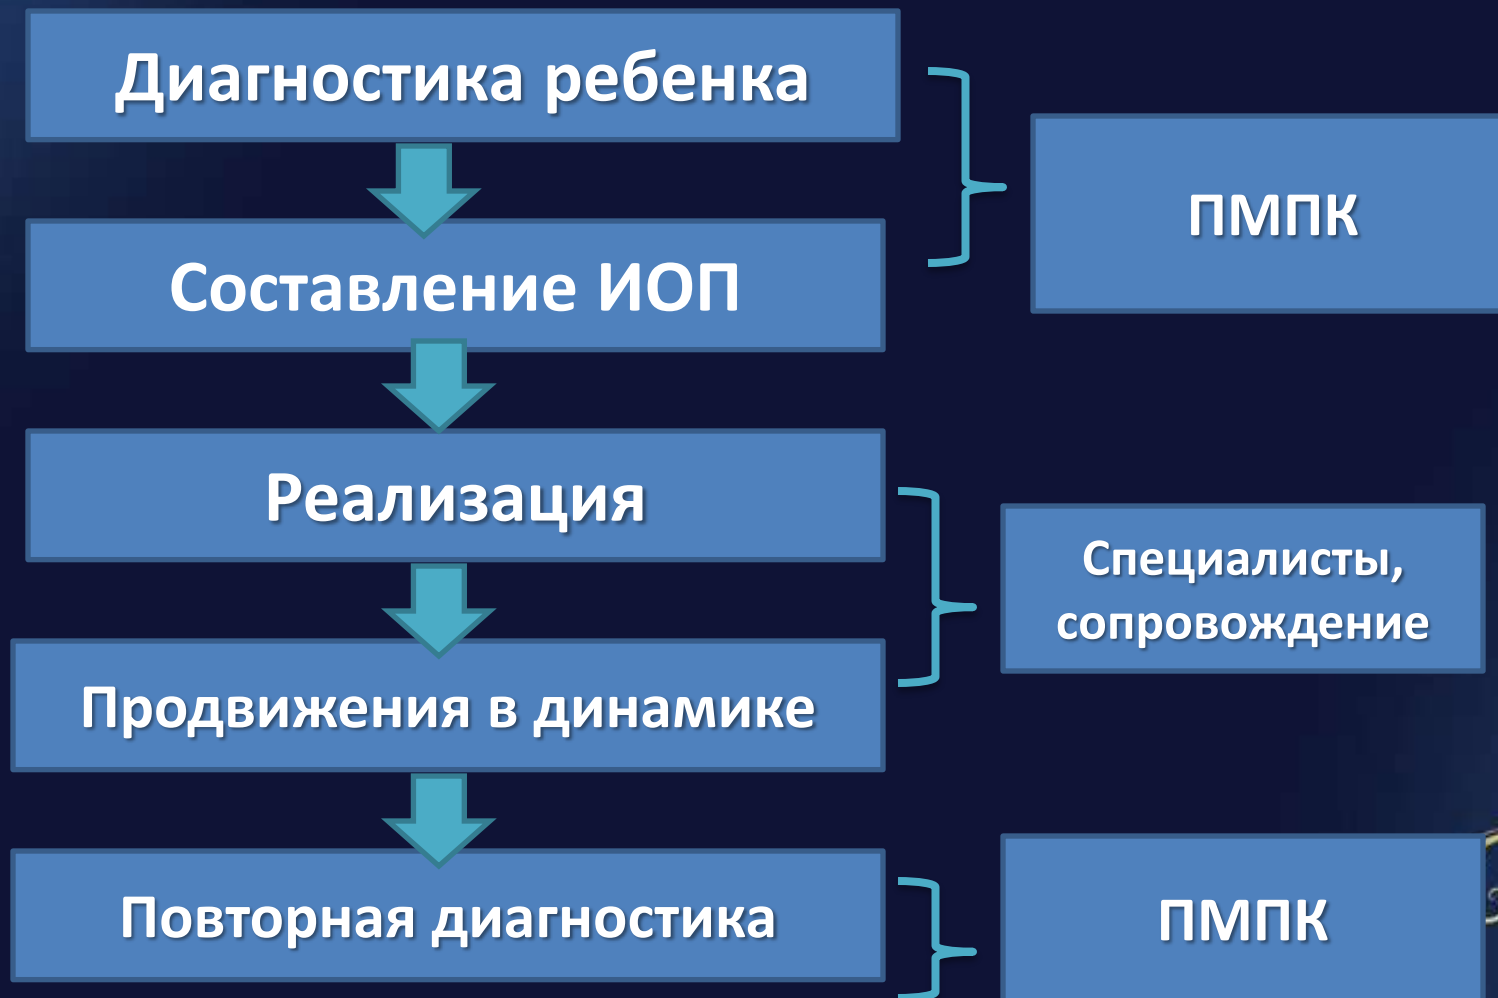 Диагностика ребенка
ПМПК
Составление ИОП
Реализация
Специалисты,
сопровождение
Продвижения в динамике
Повторная диагностика
ПМПК